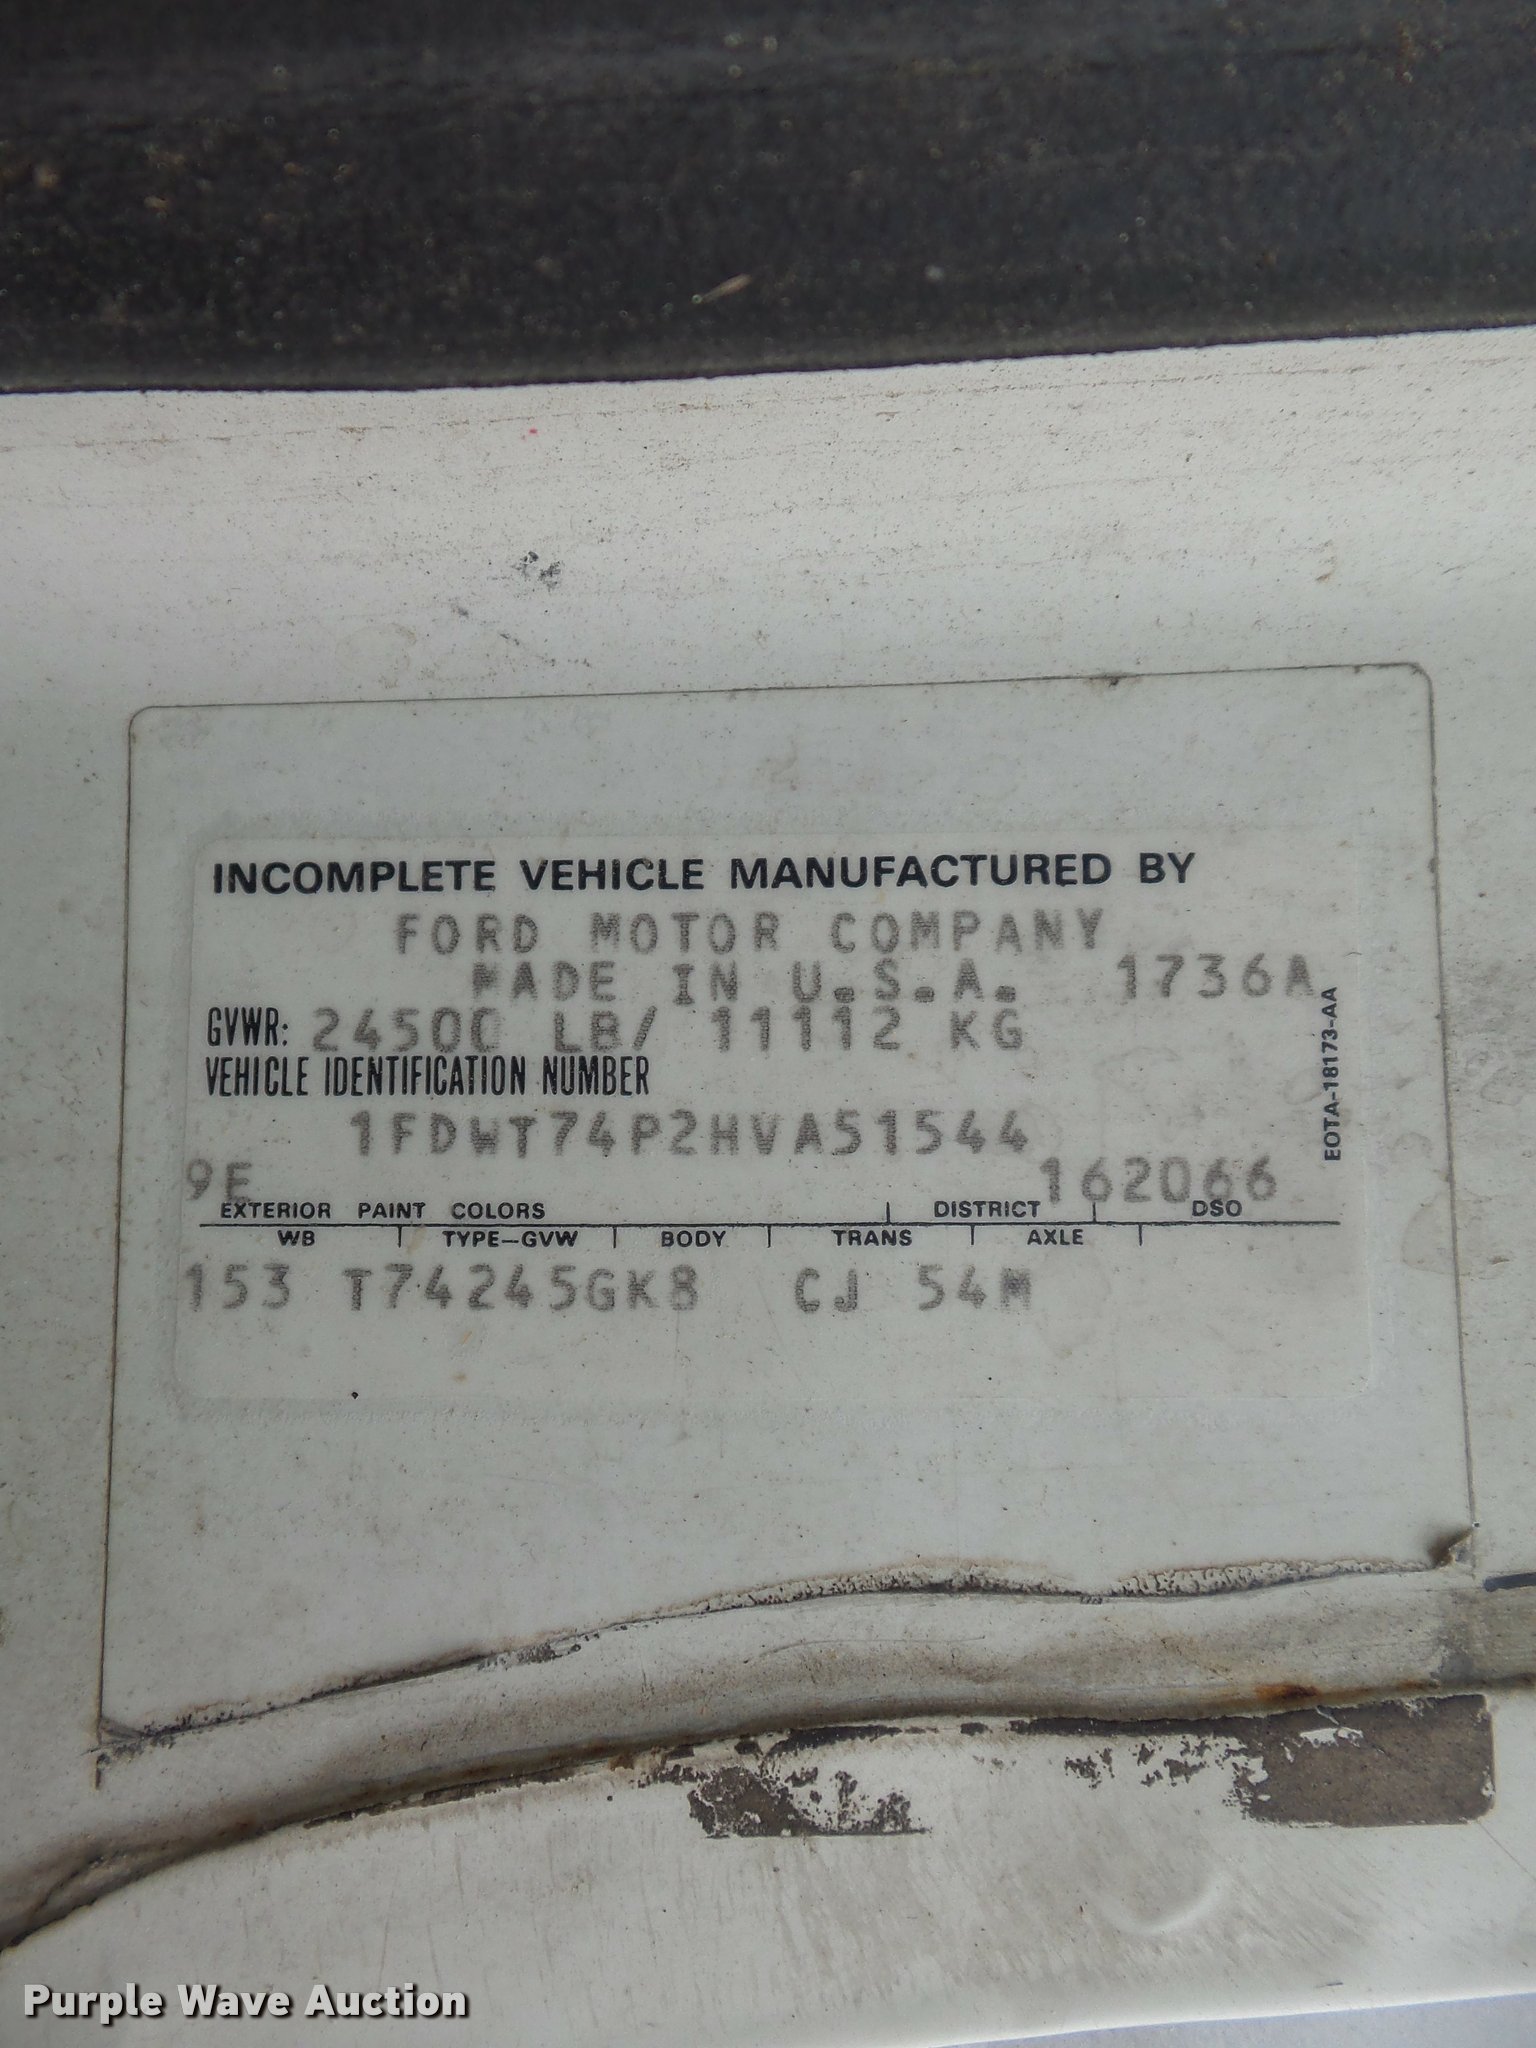 INCOMPLETE VEHICLE MANUFACTURED BY
FORD MOTOR COMPANY
MADE IN U.S.A. 1736A
GVWR: 24500 LB/ 11112 KG
VEHICLE IDENTIFICATION NUMBER
1FDWT74P2HVA51544
EOTA-18173-AA
9E 162066
EXTERIOR PAINT COLORS DISTRICT DSO
WB TYPE-GVW BODY TRANS AXLE
153 T74245GK8 CJ 54M
Purple Wave Auction